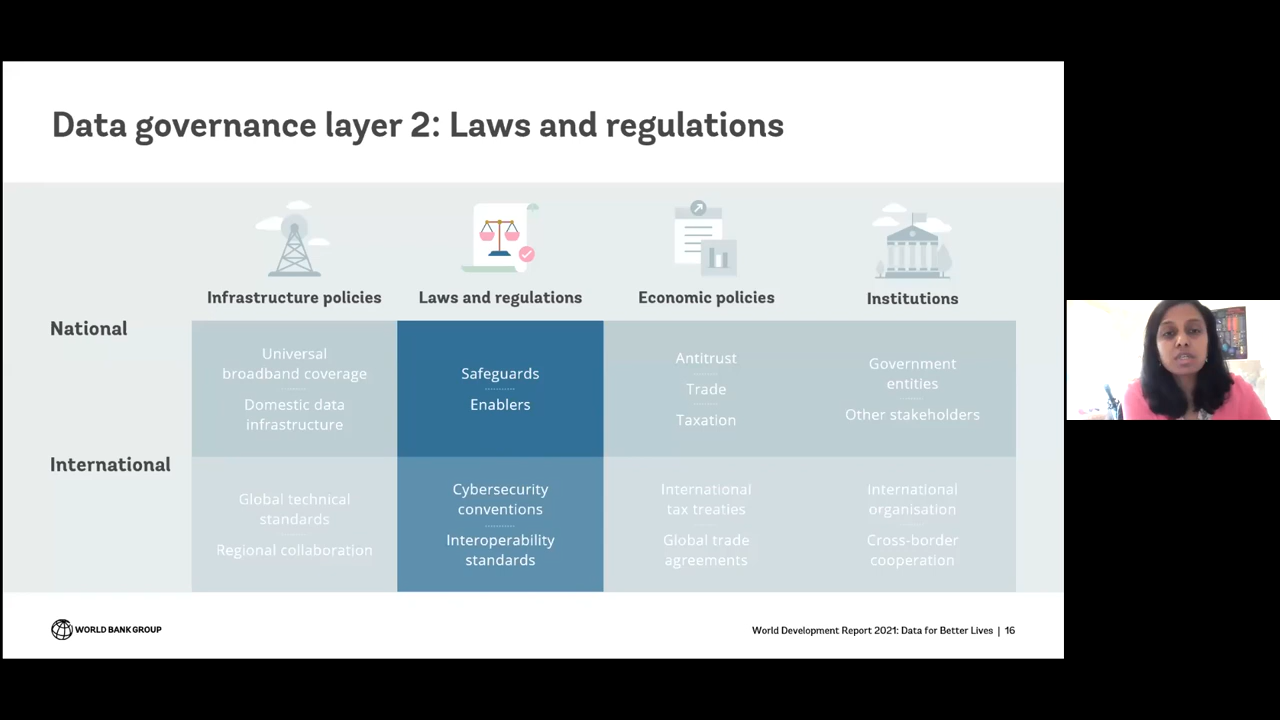 Data governance layer 2: Laws and regulations
Infrastructure policies
Laws and regulations
Economic policies
Institutions
National
Universal
broadband coverage
Domestic data
infrastructure
Safeguards
Enablers
Antitrust
Trade
Taxation
Government
entities
Other stakeholders
International
Global technical
standards
Regional collaboration
Cybersecurity
conventions
Interoperability
standards
International
tax treaties
Global trade
agreements
International
organisation
Cross-border
cooperation
WORLD BANK GROUP
World Development Report 2021: Data for Better Lives | 16